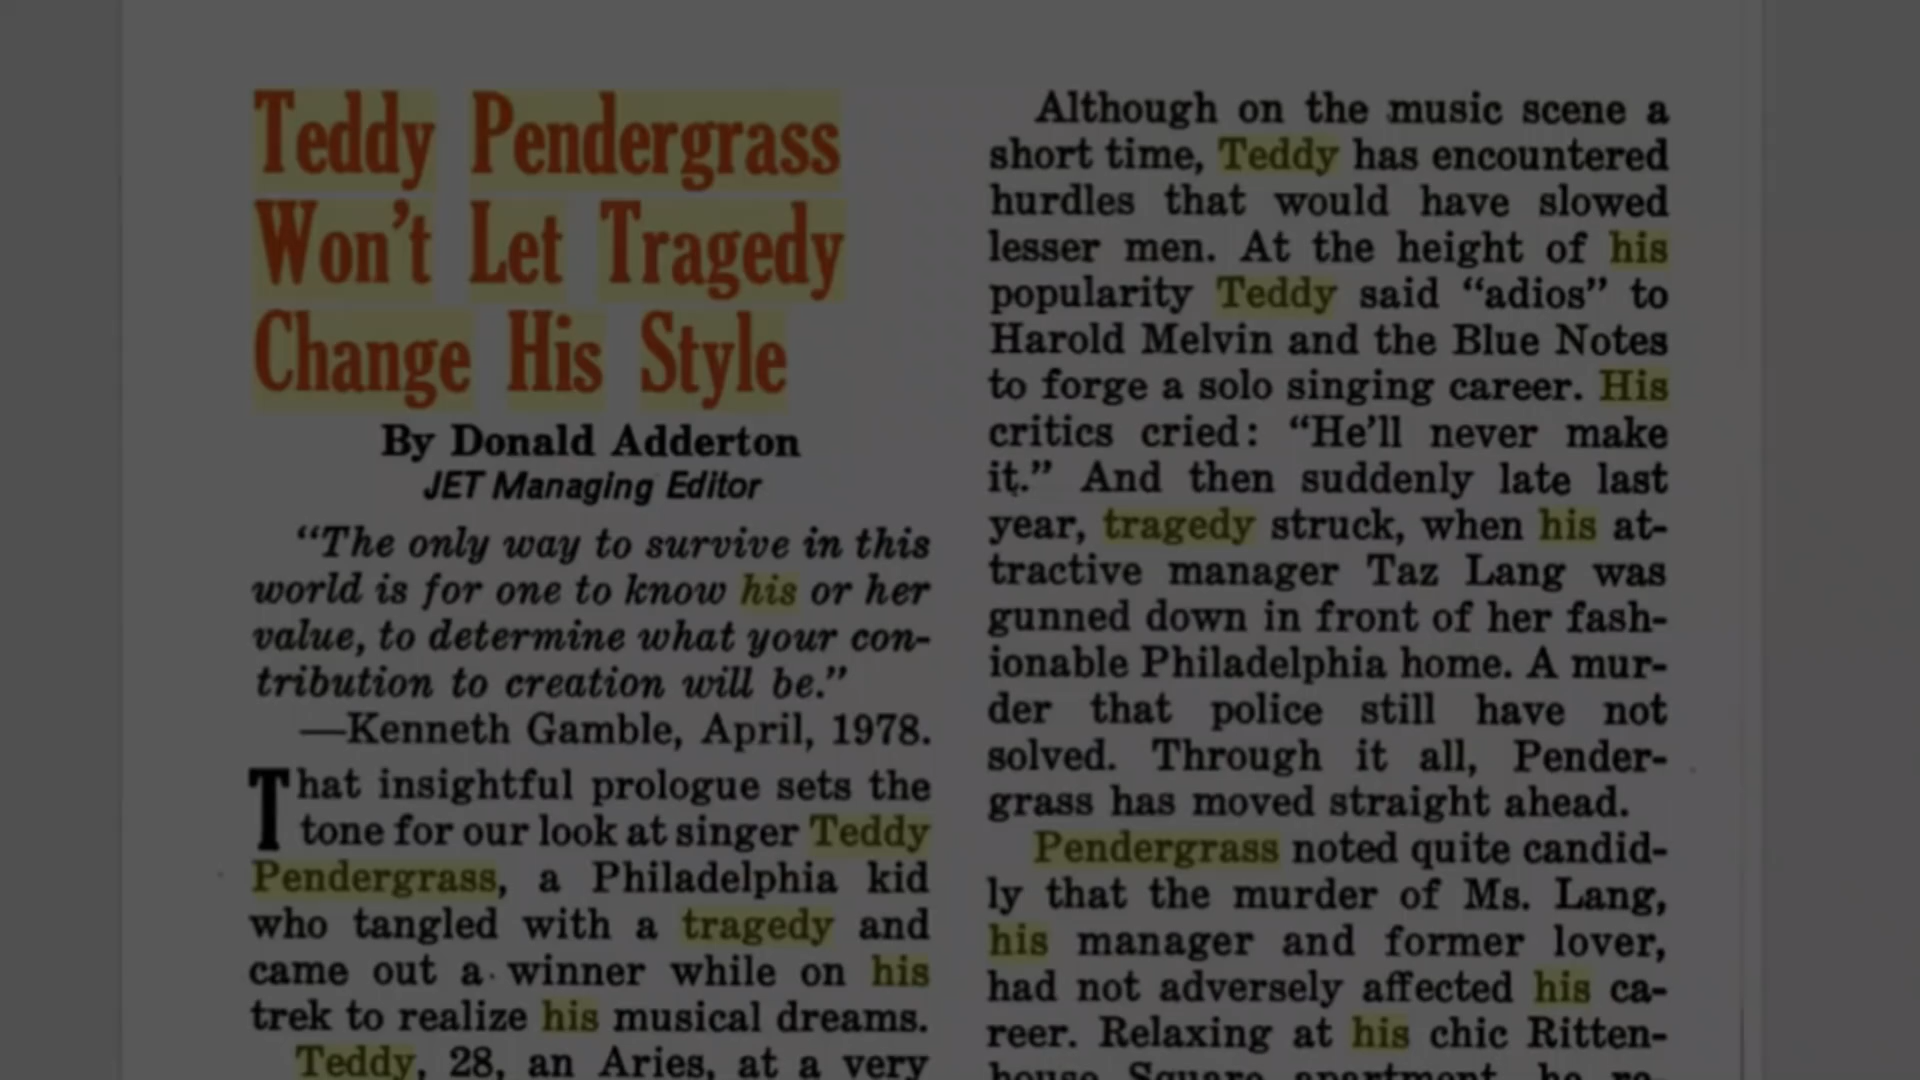 Teddy Pendergrass
Won't Let Tragedy
Change His Style
By Donald Adderton
JET Managing Editor
“The only way to survive in this
world is for one to know his or her
value, to determine what your con-
tribution to creation will be.”
—Kenneth Gamble, April, 1978.
That insightful prologue sets the
tone for our look at singer Teddy
Pendergrass, a Philadelphia kid
who tangled with a tragedy and
came out a winner while on his
trek to realize his musical dreams.
Teddy, 28, an Aries, at a very
Although on the music scene a
short time, Teddy has encountered
hurdles that would have slowed
lesser men. At the height of his
popularity Teddy said “adios” to
Harold Melvin and the Blue Notes
to forge a solo singing career. His
critics cried: “He'll never make
it.” And then suddenly late last
year, tragedy struck, when his at-
tractive manager Taz Lang was
gunned down in front of her fash-
ionable Philadelphia home. A mur-
der that police still have not
solved. Through it all, Pender-
grass has moved straight ahead.
Pendergrass noted quite candid-
ly that the murder of Ms. Lang,
his manager and former lover,
had not adversely affected his ca-
reer. Relaxing at his chic Ritten-
house Square apartment, he re-